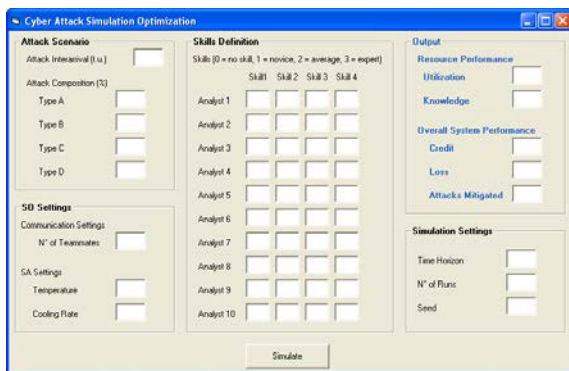 Cyber Attack Simulation Optimization
Attack Scenario
Attack Interarrival (t.u.)
Attack Composition (%)
Type A
Type B
Type C
Type D
SO Settings
Communication Settings
N° of Teammates
SA Settings
Temperature
Cooling Rate
Skills Definition
Skills (0 = no skill, 1 = novice, 2 = average, 3 = expert)
Skill1 Skill 2 Skill 3 Skill 4
Analyst 1
Analyst 2
Analyst 3
Analyst 4
Analyst 5
Analyst 6
Analyst 7
Analyst 8
Analyst 9
Analyst 10
Output
Resource Performance
Utilization
Knowledge
Overall System Performance
Credit
Loss
Attacks Mitigated
Simulation Settings
Time Horizon
N° of Runs
Seed
Simulate